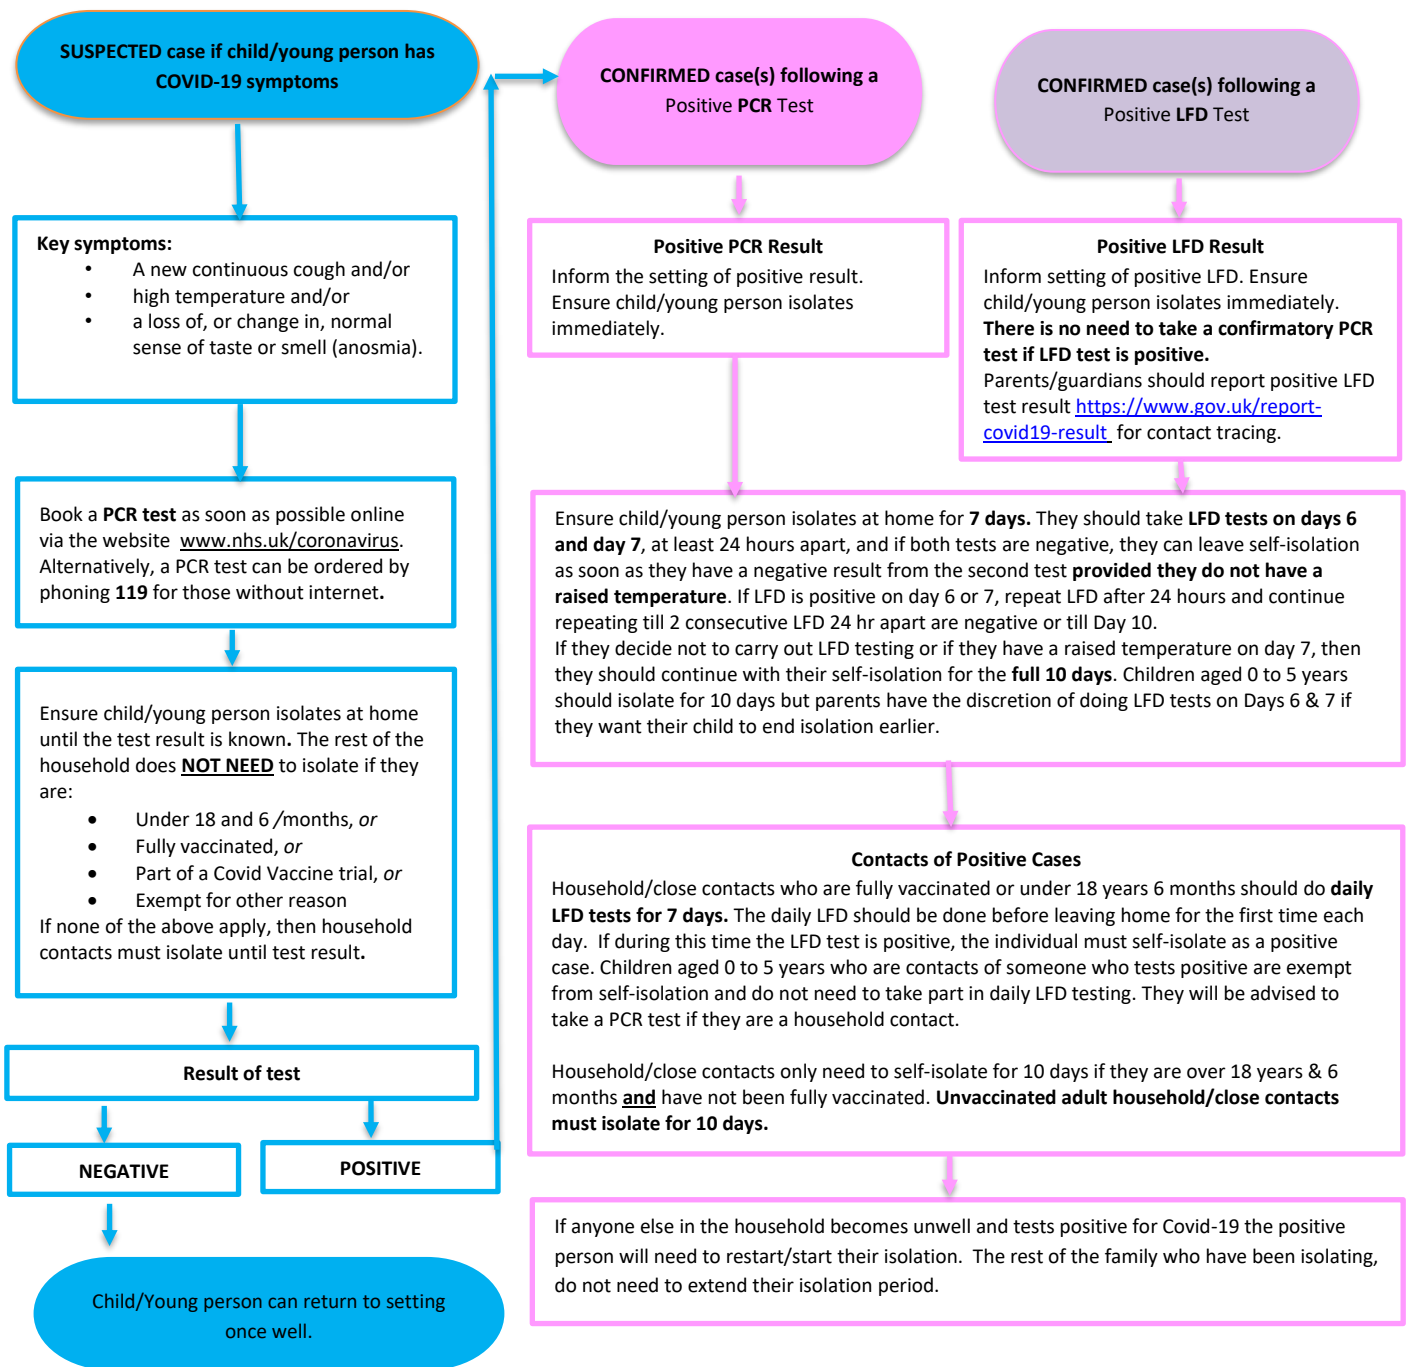 SUSPECTED case if child/young person has
COVID-19 symptoms
Key symptoms:
• A new continuous cough and/or
• high temperature and/or
• a loss of, or change in, normal
sense of taste or smell (anosmia).
Book a PCR test as soon as possible online
via the website www.nhs.uk/coronavirus.
Alternatively, a PCR test can be ordered by
phoning 119 for those without internet.
Ensure child/young person isolates at home
until the test result is known. The rest of the
household does NOT NEED to isolate if they
are:
• Under 18 and 6 /months, or
• Fully vaccinated, or
• Part of a Covid Vaccine trial, or
• Exempt for other reason
If none of the above apply, then household
contacts must isolate until test result.
Result of test
NEGATIVE
POSITIVE
Child/Young person can return to setting
once well.
CONFIRMED case(s) following a
Positive PCR Test
Positive PCR Result
Inform the setting of positive result.
Ensure child/young person isolates
immediately.
CONFIRMED case(s) following a
Positive LFD Test
Positive LFD Result
Inform setting of positive LFD. Ensure
child/young person isolates immediately.
There is no need to take a confirmatory PCR
test if LFD test is positive.
Parents/guardians should report positive LFD
test result https://www.gov.uk/report-
covid19-result for contact tracing.
Ensure child/young person isolates at home for 7 days. They should take LFD tests on days 6
and day 7, at least 24 hours apart, and if both tests are negative, they can leave self-isolation
as soon as they have a negative result from the second test provided they do not have a
raised temperature. If LFD is positive on day 6 or 7, repeat LFD after 24 hours and continue
repeating till 2 consecutive LFD 24 hr apart are negative or till Day 10.
If they decide not to carry out LFD testing or if they have a raised temperature on day 7, then
they should continue with their self-isolation for the full 10 days. Children aged 0 to 5 years
should isolate for 10 days but parents have the discretion of doing LFD tests on Days 6 & 7 if
they want their child to end isolation earlier.
Contacts of Positive Cases
Household/close contacts who are fully vaccinated or under 18 years 6 months should do daily
LFD tests for 7 days. The daily LFD should be done before leaving home for the first time each
day. If during this time the LFD test is positive, the individual must self-isolate as a positive
case. Children aged 0 to 5 years who are contacts of someone who tests positive are exempt
from self-isolation and do not need to take part in daily LFD testing. They will be advised to
take a PCR test if they are a household contact.
Household/close contacts only need to self-isolate for 10 days if they are over 18 years & 6
months and have not been fully vaccinated. Unvaccinated adult household/close contacts
must isolate for 10 days.
If anyone else in the household becomes unwell and tests positive for Covid-19 the positive
person will need to restart/start their isolation. The rest of the family who have been isolating,
do not need to extend their isolation period.